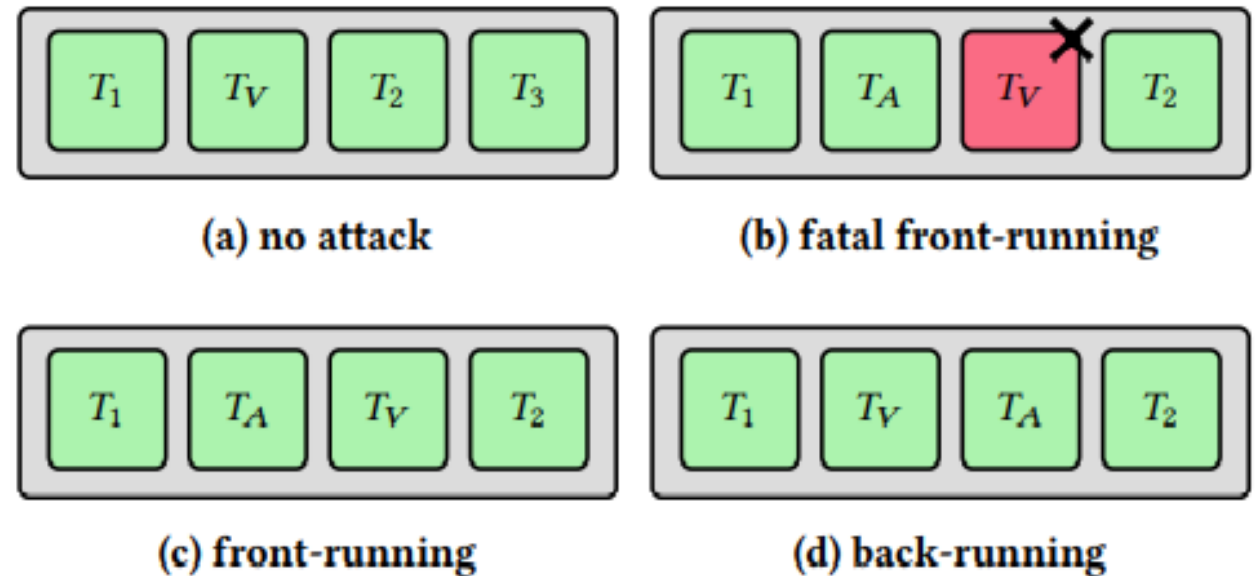 T1 TV T2 T3
T1 TA TV T2
(a) no attack
(b) fatal front-running
T1 TA TV T2
T1 TV TA T2
(c) front-running
(d) back-running